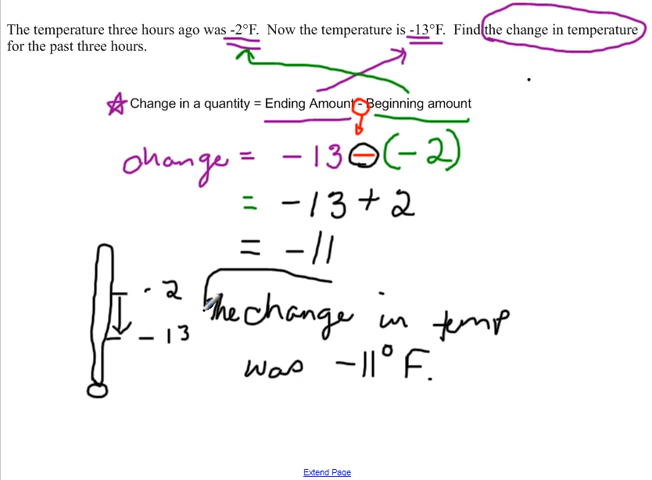 The temperature three hours ago was -2°F. Now the temperature is -13°F. Find the change in temperature
for the past three hours.
Change in a quantity = Ending Amount - Beginning amount
change = -13 - (-2)
= -13 + 2
= -11
-2
-13
The change in temp
was -11° F.
Extend Page